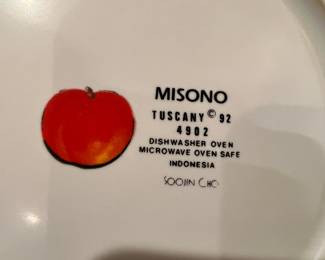 MISONO
TUSCANY © 92
4902
DISHWASHER OVEN
MICROWAVE OVEN SAFE
INDONESIA
SOOJIN CHO